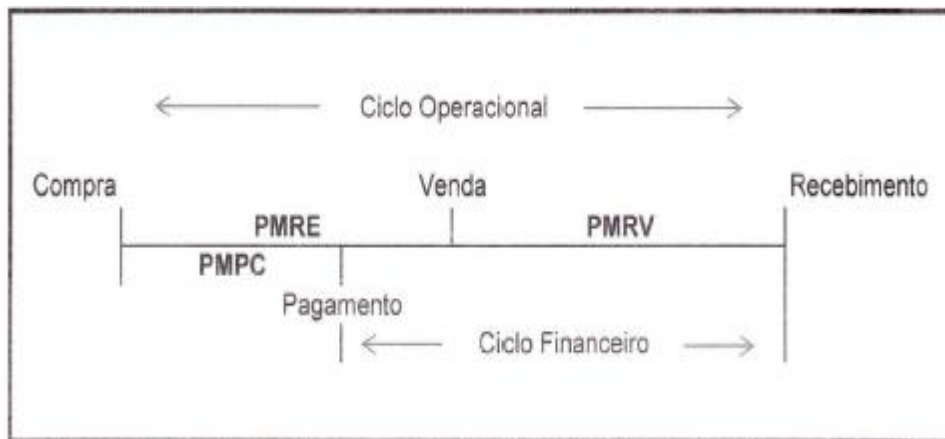 Ciclo Operacional
Compra Venda Recebimento
PMRE PMRV
PMPC
Pagamento
Ciclo Financeiro